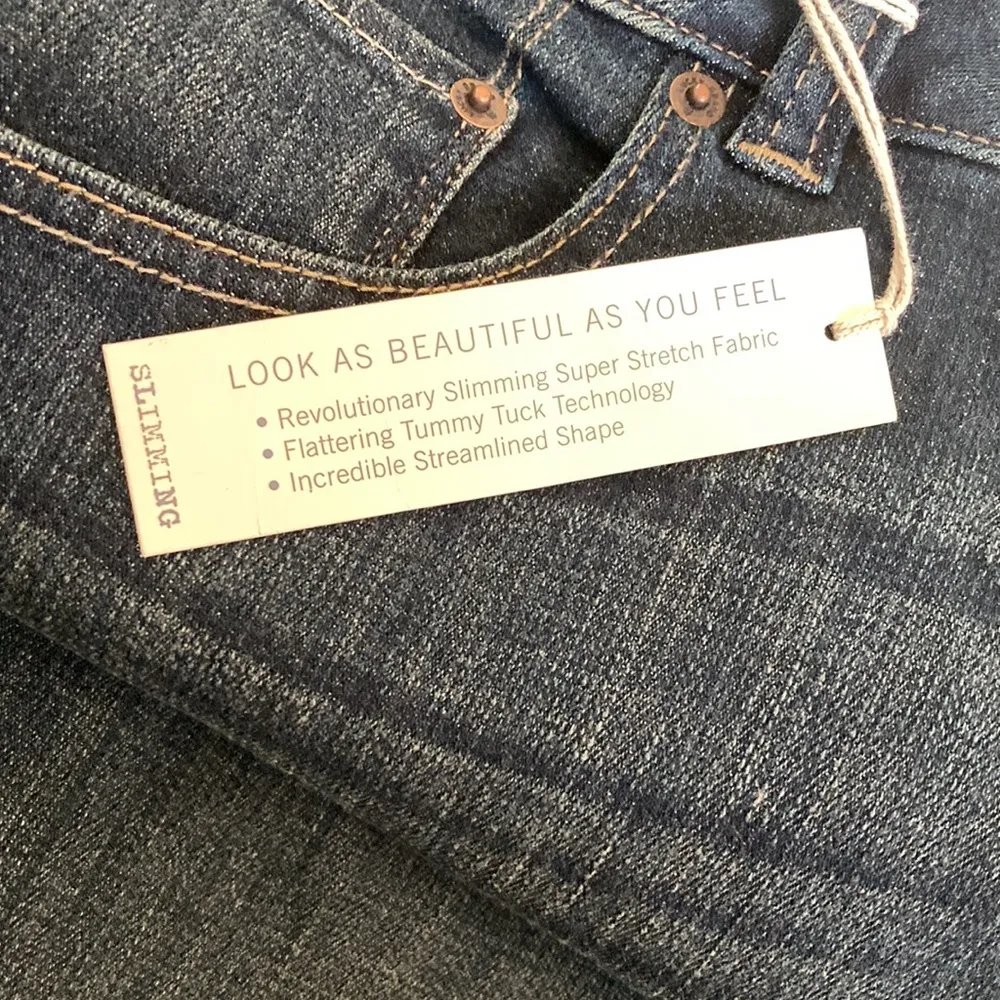 LOOK AS BEAUTIFUL AS YOU FEEL
• Revolutionary Slimming Super Stretch Fabric
• Flattering Tummy Tuck Technology
• Incredible Streamlined Shape
SLIMMING